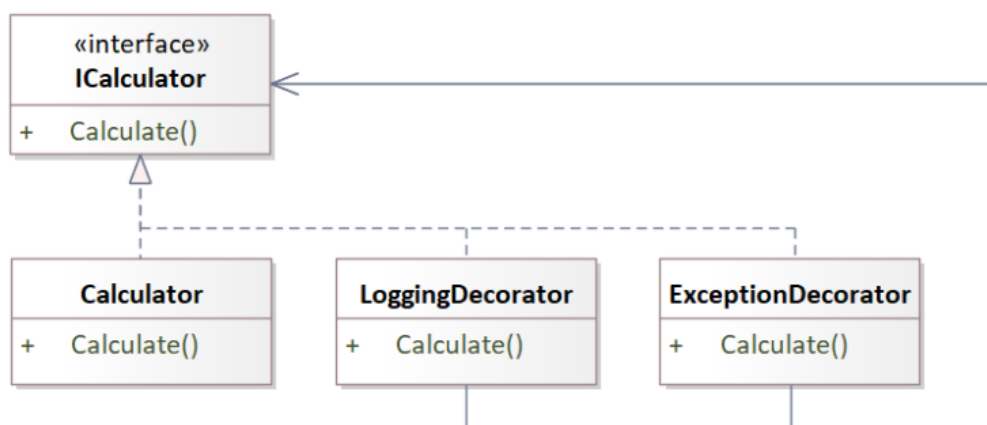 «interface»
ICalculator
+ Calculate()
Calculator
+ Calculate()
LoggingDecorator
+ Calculate()
ExceptionDecorator
+ Calculate()